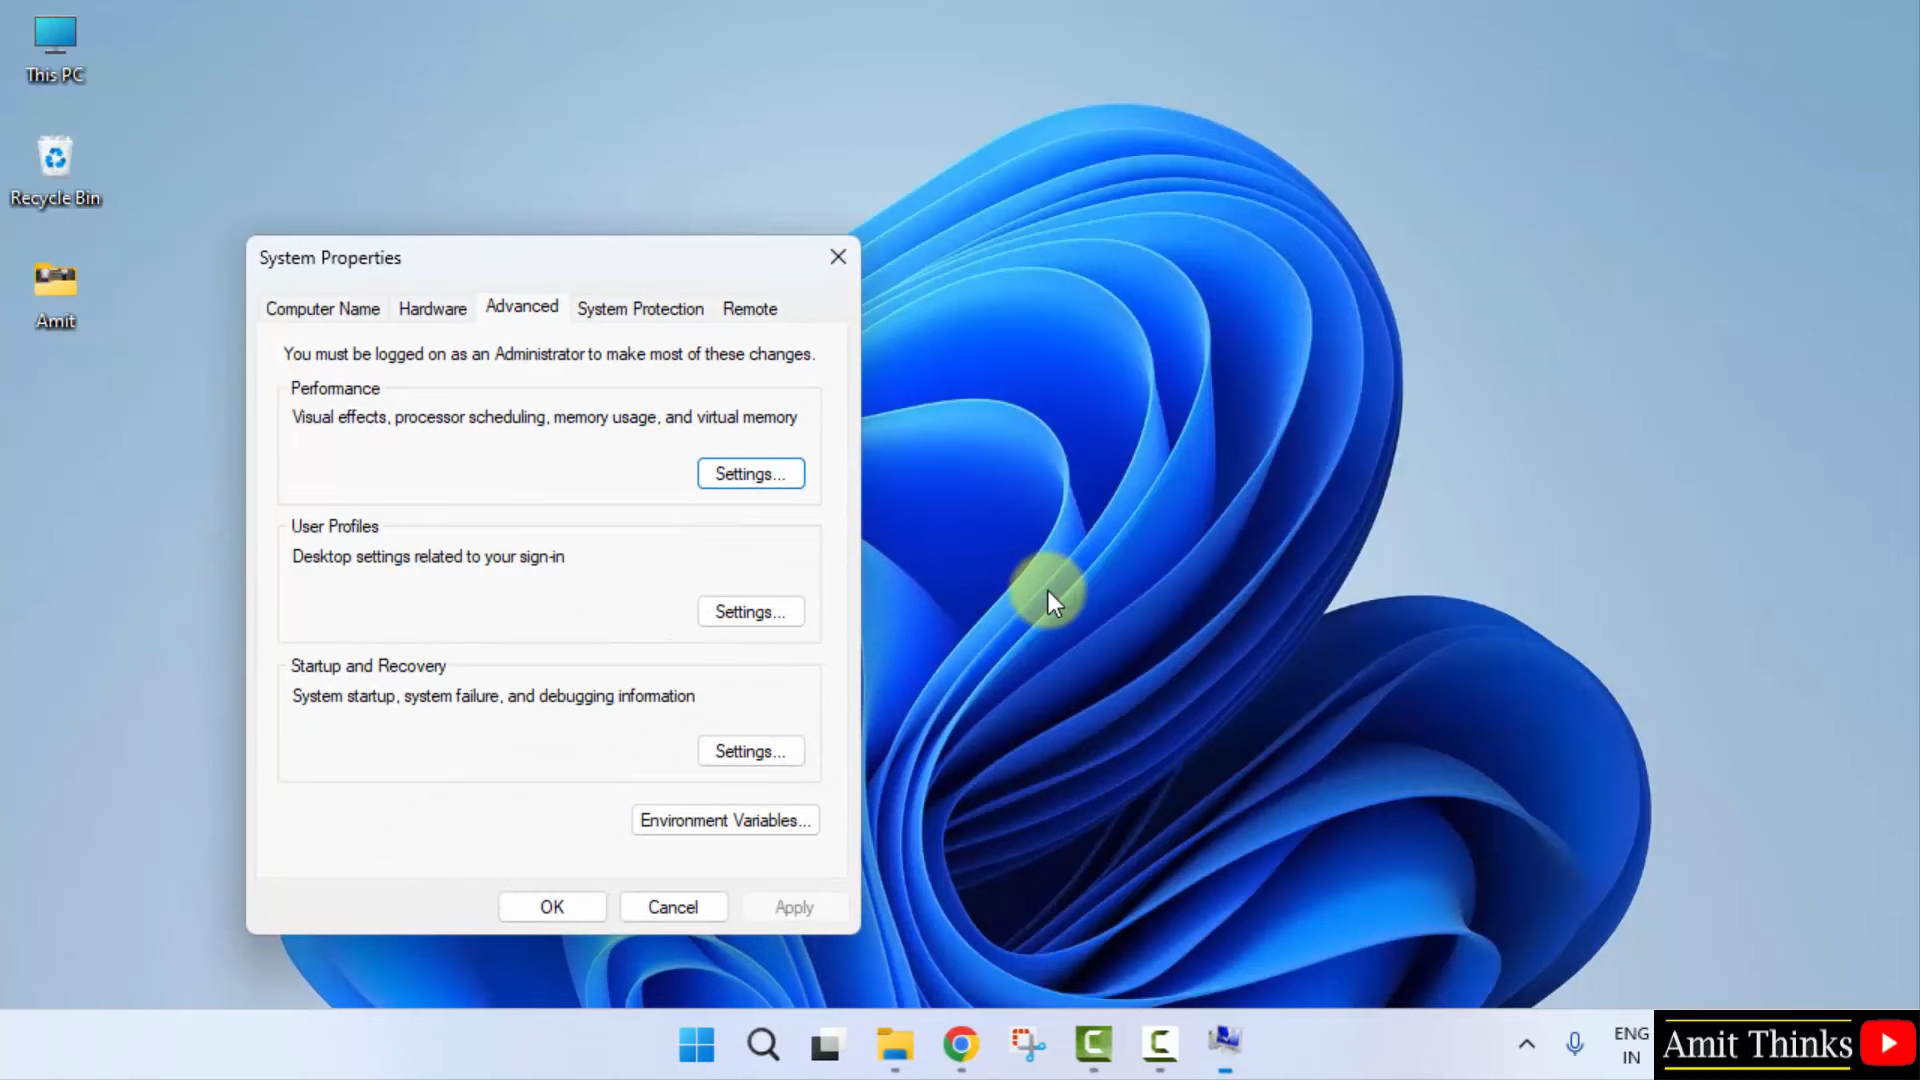 This PC
Recycle Bin
Amit
System Properties
Computer Name
Hardware
Advanced
System Protection
Remote
You must be logged on as an Administrator to make most of these changes.
Performance
Visual effects, processor scheduling, memory usage, and virtual memory
Settings...
User Profiles
Desktop settings related to your sign-in
Settings...
Startup and Recovery
System startup, system failure, and debugging information
Settings...
Environment Variables...
OK
Cancel
Apply
ENG
IN
Amit Thinks